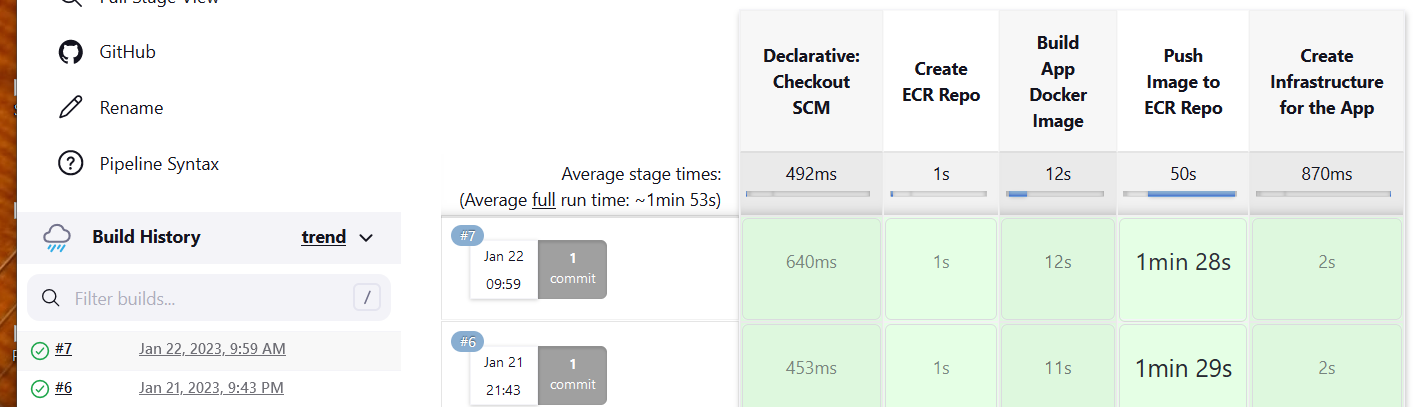 Full Stage View
GitHub
Rename
Pipeline Syntax
Build History trend
Filter builds... /
#7 Jan 22, 2023, 9:59 AM
#6 Jan 21, 2023, 9:43 PM
Declarative:
Checkout
SCM
Create
ECR Repo
Build
App
Docker
Image
Push
Image to
ECR Repo
Create
Infrastructure
for the App
Average stage times:
(Average full run time: ~1min 53s)
492ms 1s 12s 50s 870ms
#7
Jan 22
09:59
1
commit
640ms 1s 12s 1min 28s 2s
#6
Jan 21
21:43
1
commit
453ms 1s 11s 1min 29s 2s